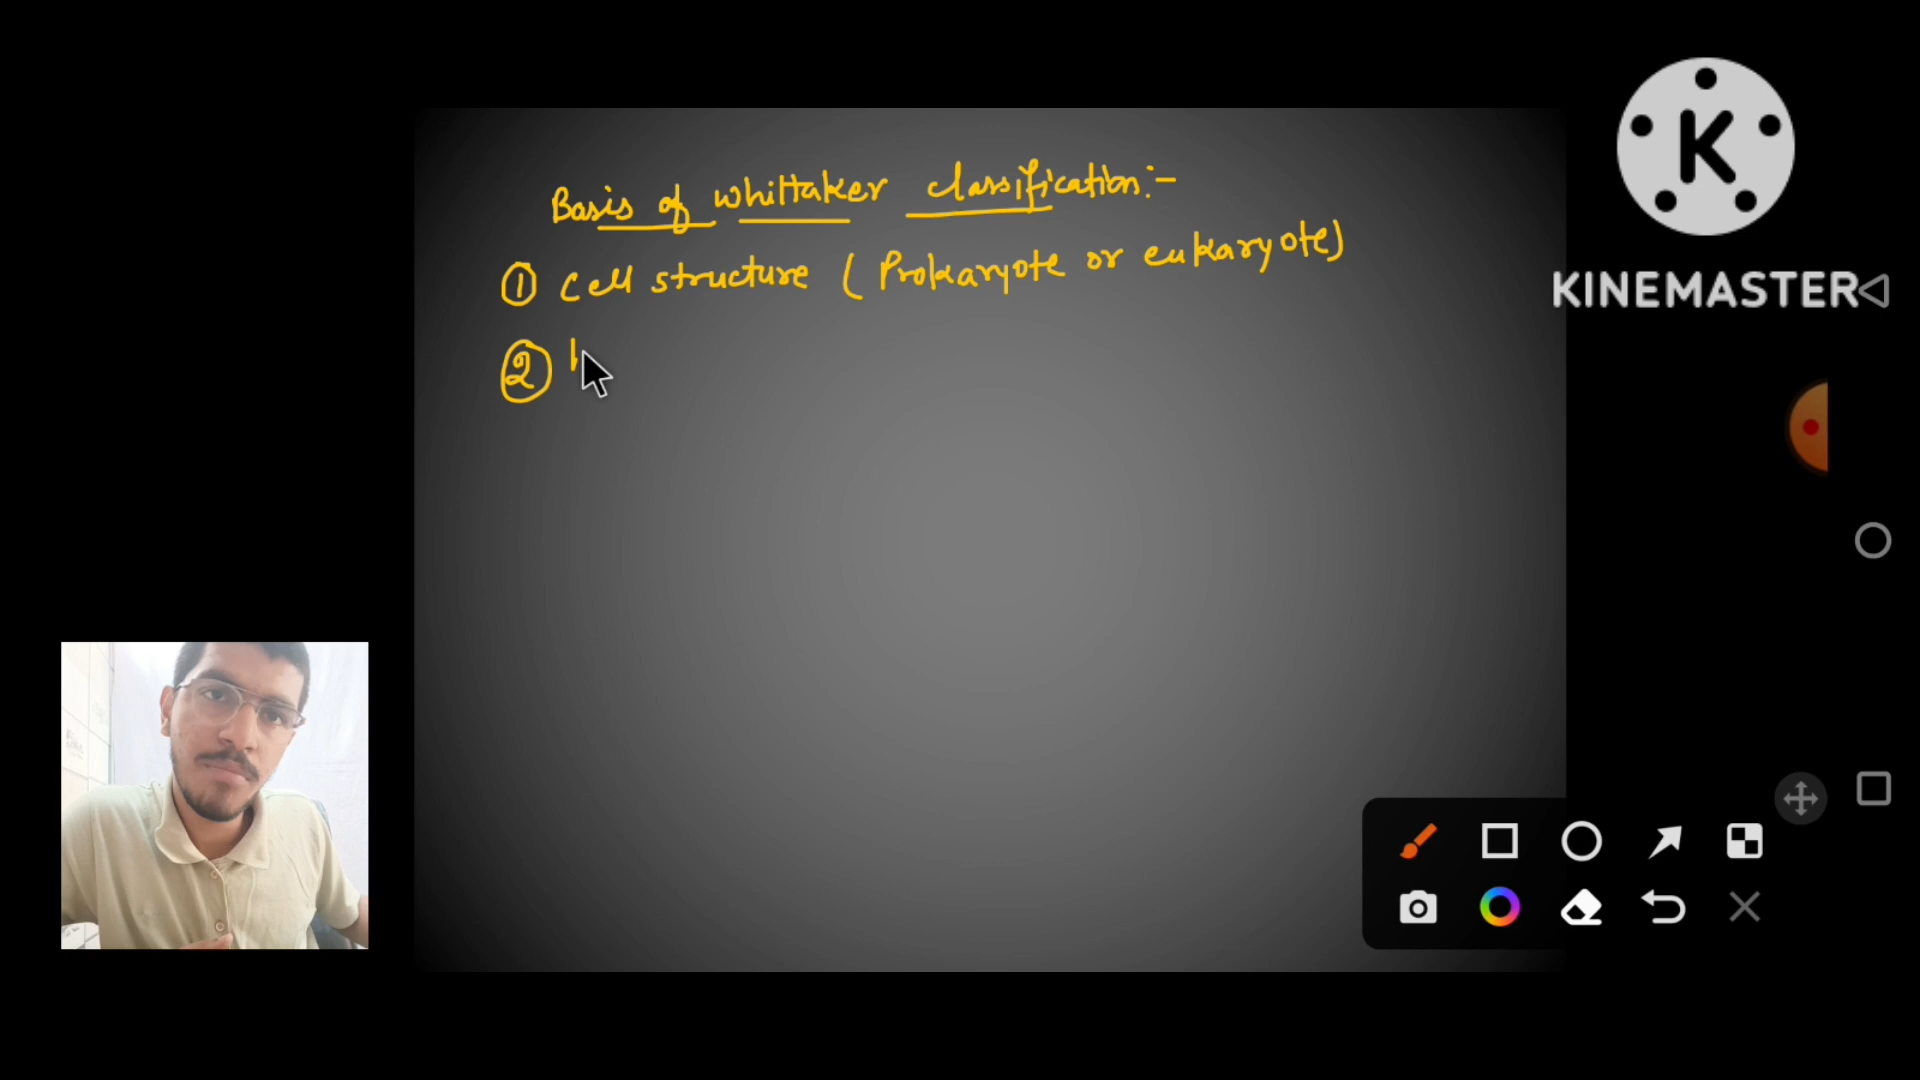 Basis of Whittaker classification:-
① Cell structure (Prokaryote or eukaryote)
②
K
KINEMASTER